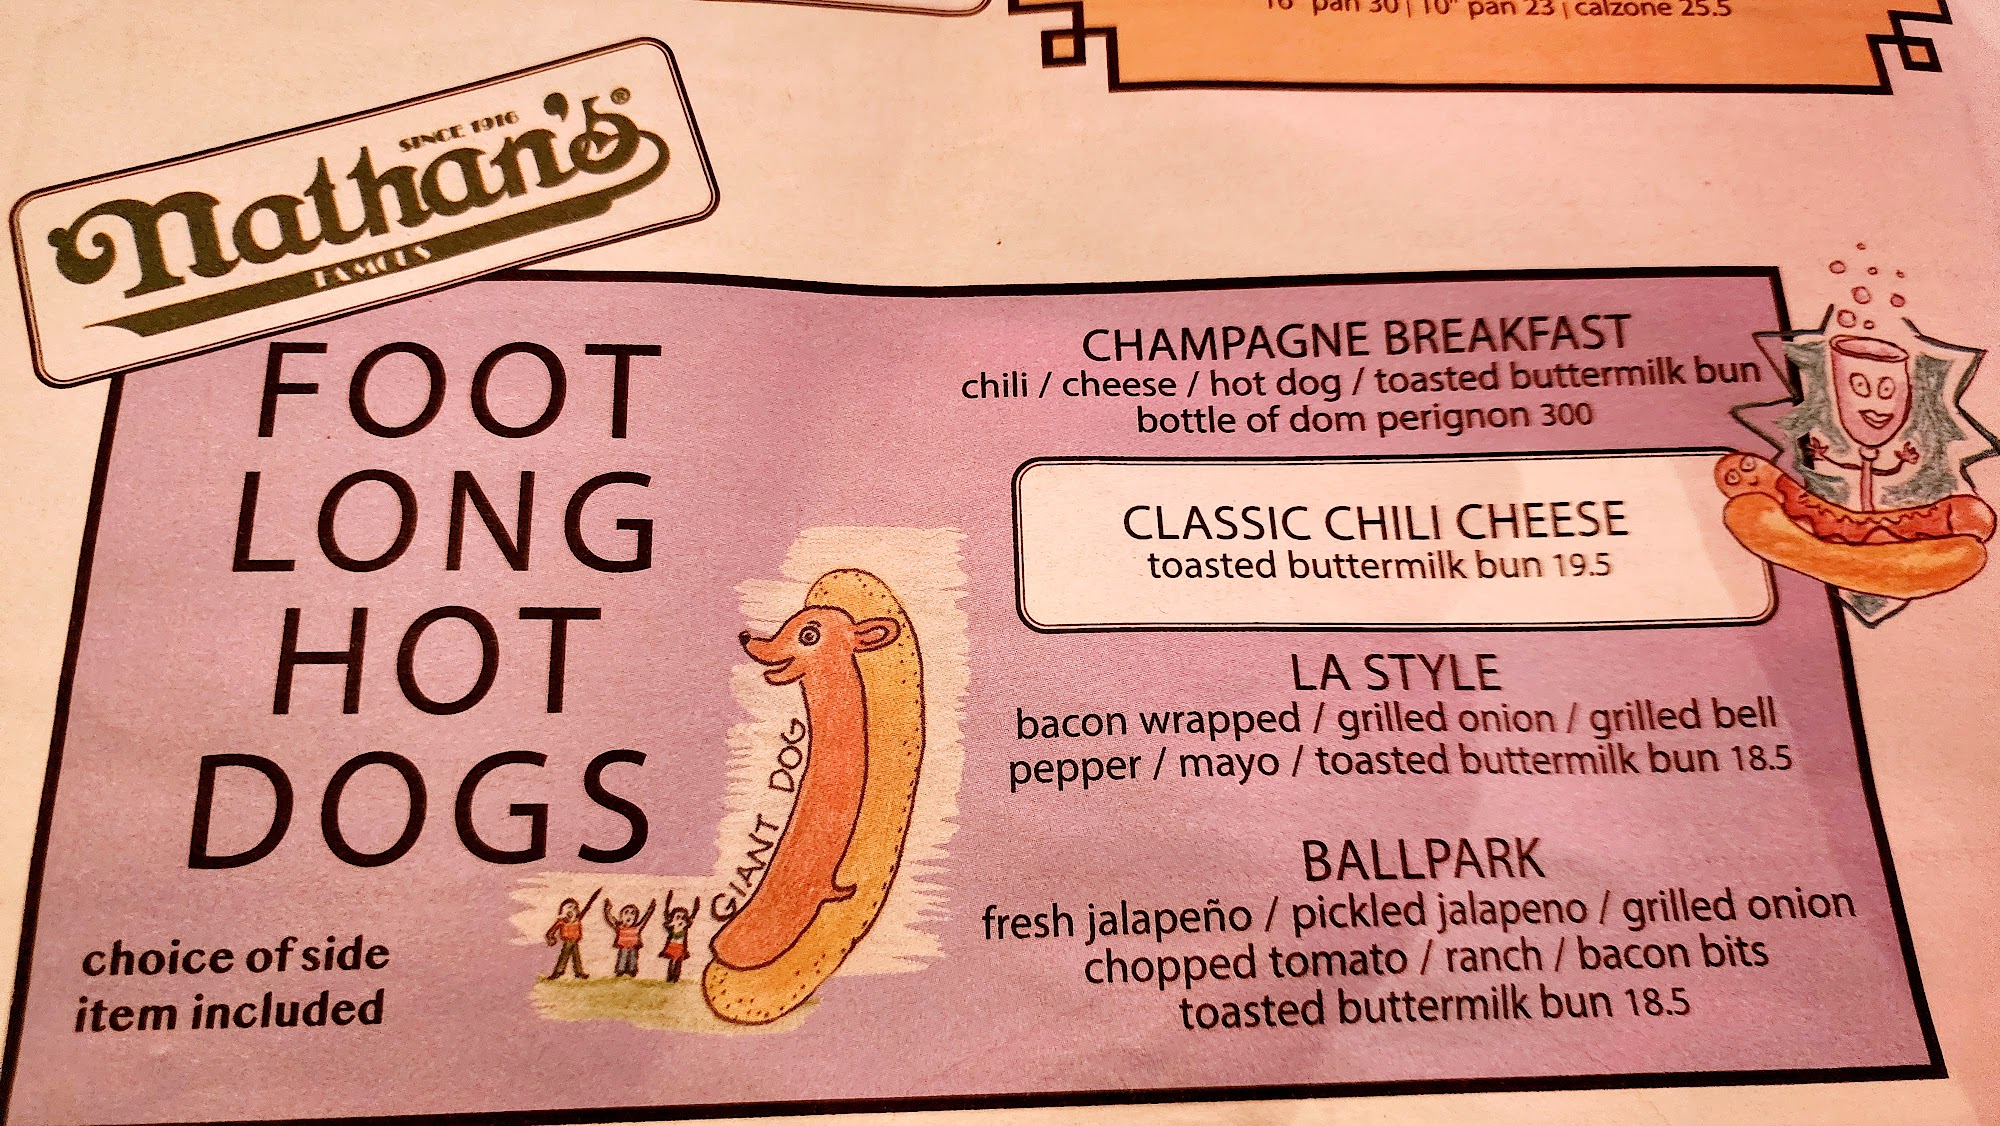 16" pan 30 | 10" pan 23 | calzone 25.5
SINCE 1916
Nathan's®
FAMOUS
FOOT
LONG
HOT
DOGS
choice of side
item included
GIANT DOG
CHAMPAGNE BREAKFAST
chili / cheese / hot dog / toasted buttermilk bun
bottle of dom perignon 300
CLASSIC CHILI CHEESE
toasted buttermilk bun 19.5
LA STYLE
bacon wrapped / grilled onion / grilled bell
pepper / mayo / toasted buttermilk bun 18.5
BALLPARK
fresh jalapeño / pickled jalapeno / grilled onion
chopped tomato / ranch / bacon bits
toasted buttermilk bun 18.5